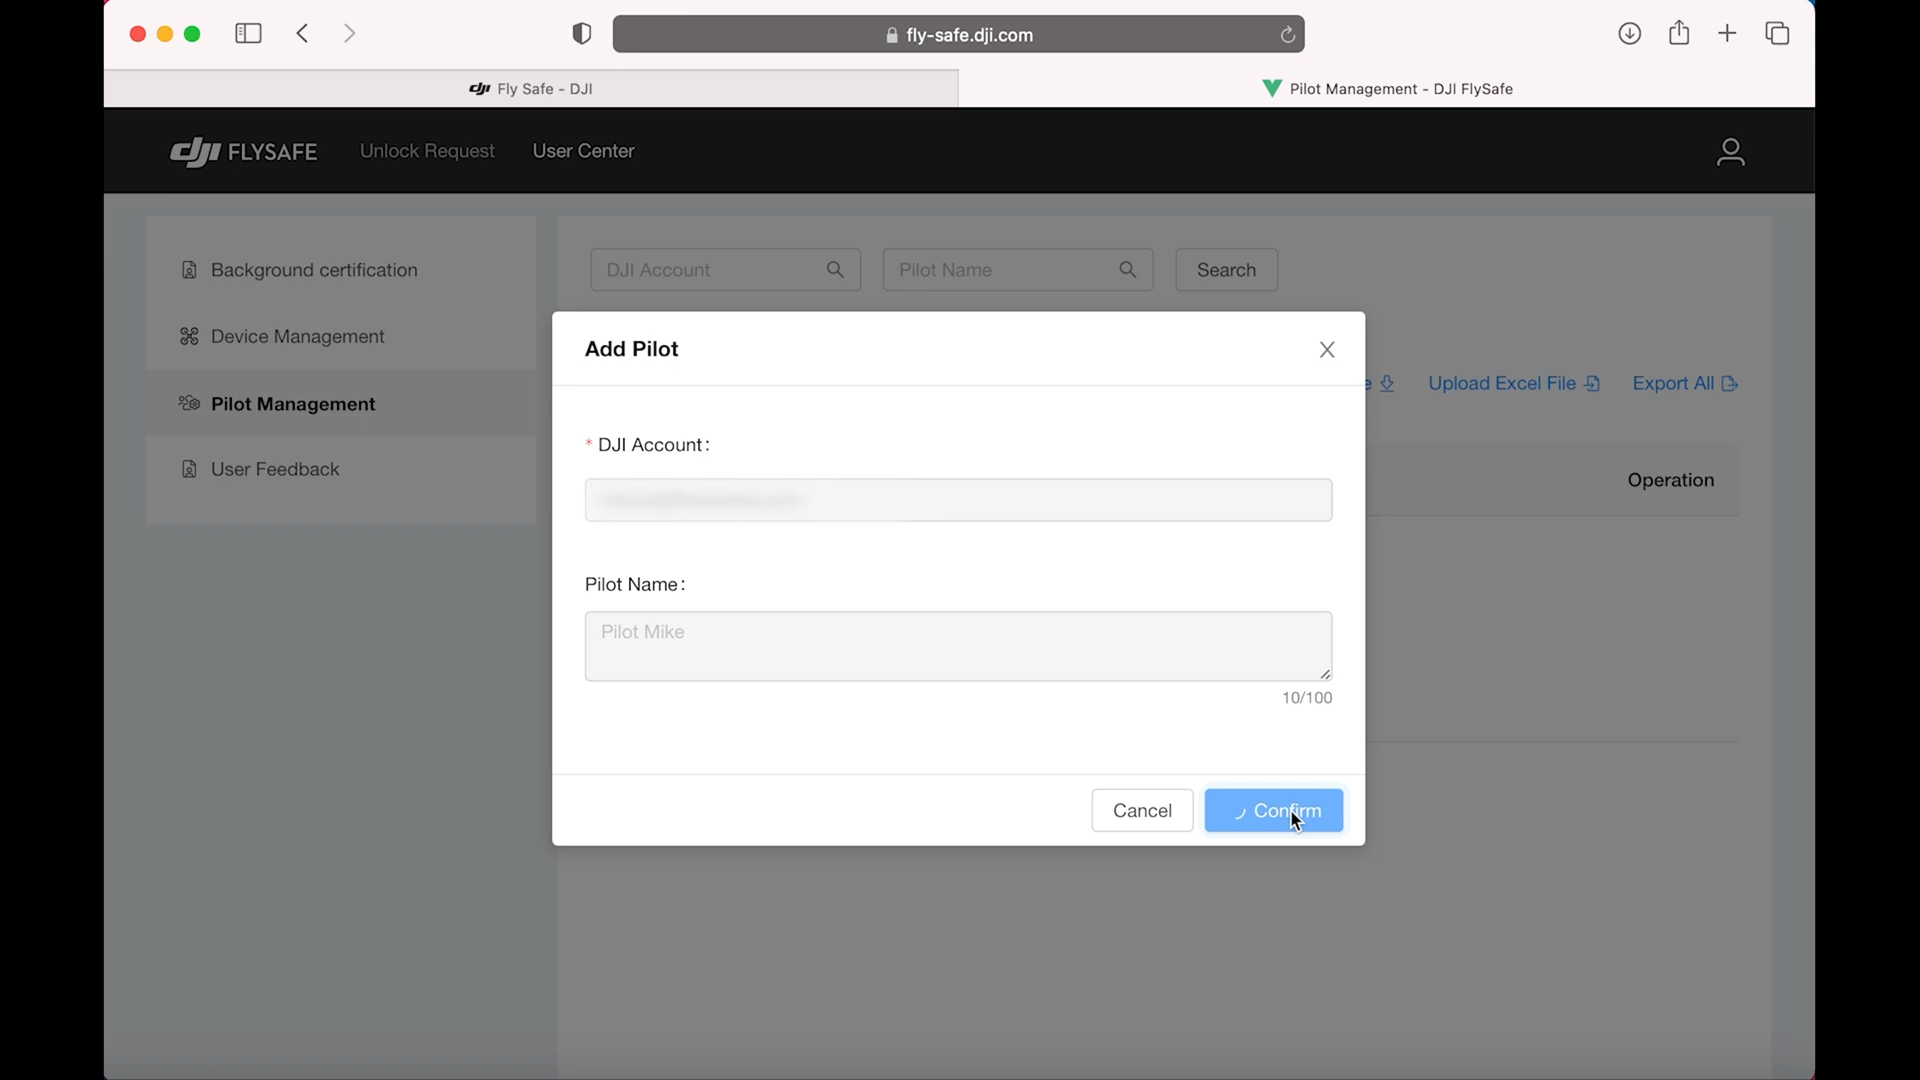 fly-safe.dji.com
dji Fly Safe - DJI
Pilot Management - DJI FlySafe
dji FLYSAFE
Unlock Request
User Center
Background certification
Device Management
Pilot Management
User Feedback
DJI Account
Pilot Name
Search
Upload Excel File
Export All
Operation
Add Pilot
* DJI Account:
Pilot Name:
Pilot Mike
10/100
Cancel
Confirm